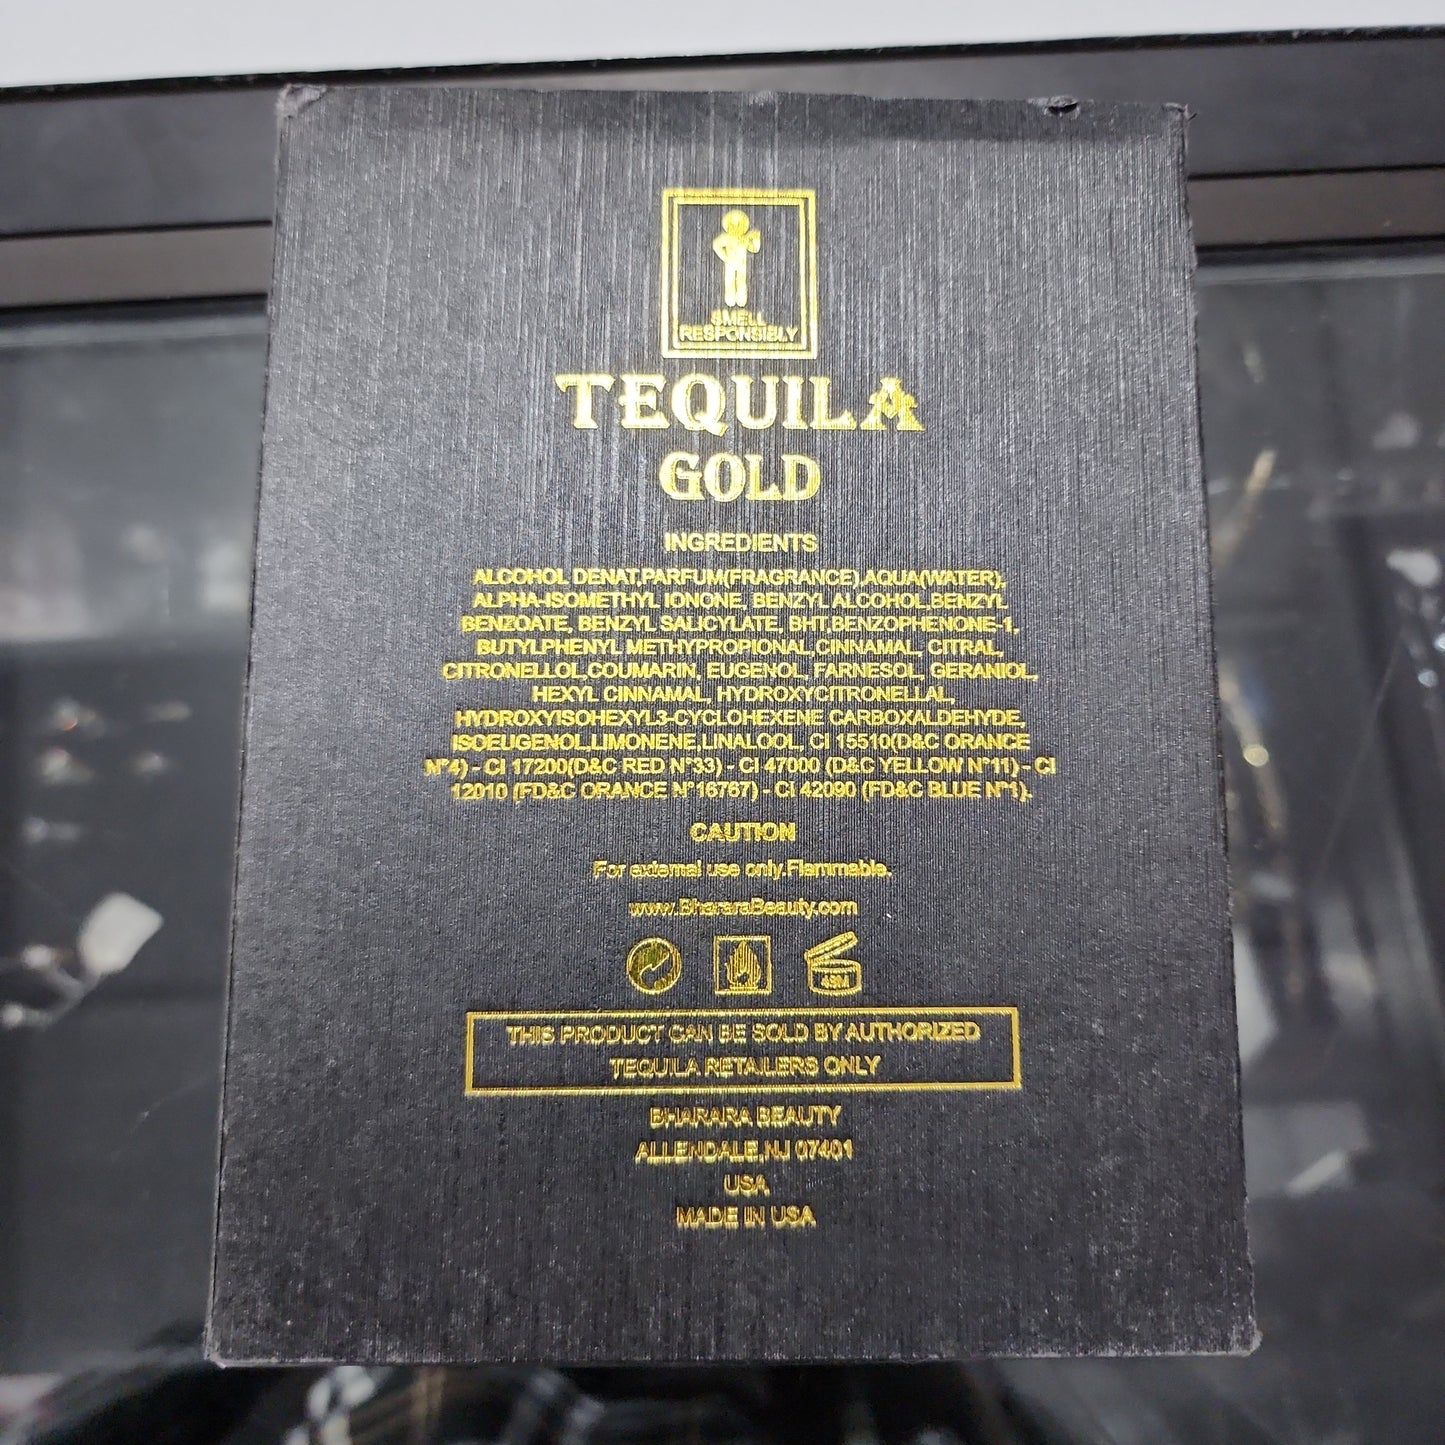 SMELL
RESPONSIBLY
TEQUILA
GOLD
INGREDIENTS
ALCOHOL DENAT,PARFUM(FRAGRANCE),AQUA(WATER),
ALPHA-ISOMETHYL IONONE, BENZYL ALCOHOL,BENZYL
BENZOATE, BENZYL SALICYLATE, BHT,BENZOPHENONE-1,
BUTYLPHENYL METHYPROPIONAL,CINNAMAL, CITRAL,
CITRONELLOL,COUMARIN, EUGENOL, FARNESOL, GERANIOL,
HEXYL CINNAMAL, HYDROXYCITRONELLAL,
HYDROXYISOHEXYL3-CYCLOHEXENE CARBOXALDEHYDE,
ISOEUGENOL,LIMONENE,LINALOOL, CI 15510(D&C ORANGE
N°4) - CI 17200(D&C RED N°33) - CI 47000 (D&C YELLOW N°11) - CI
12010 (FD&C ORANGE N°16767) - CI 42090 (FD&C BLUE N°1).
CAUTION
For external use only.Flammable.
www.BhararaBeauty.com
THIS PRODUCT CAN BE SOLD BY AUTHORIZED
TEQUILA RETAILERS ONLY
BHARARA BEAUTY
ALLENDALE,NJ 07401
USA
MADE IN USA